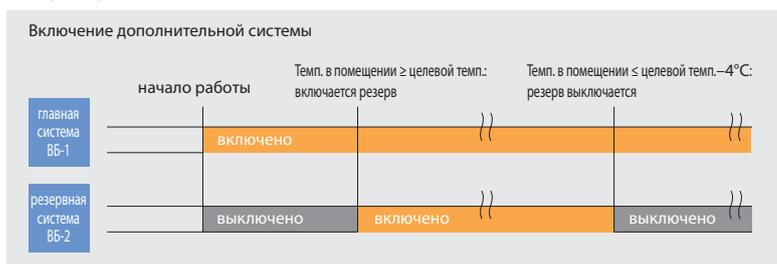 Включение дополнительной системы
начало работы
Темп. в помещении ≥ целевой темп.:
включается резерв
Темп. в помещении ≤ целевой темп.–4°C:
резерв выключается
главная
система
ВБ-1
включено
резервная
система
ВБ-2
выключено
включено
выключено